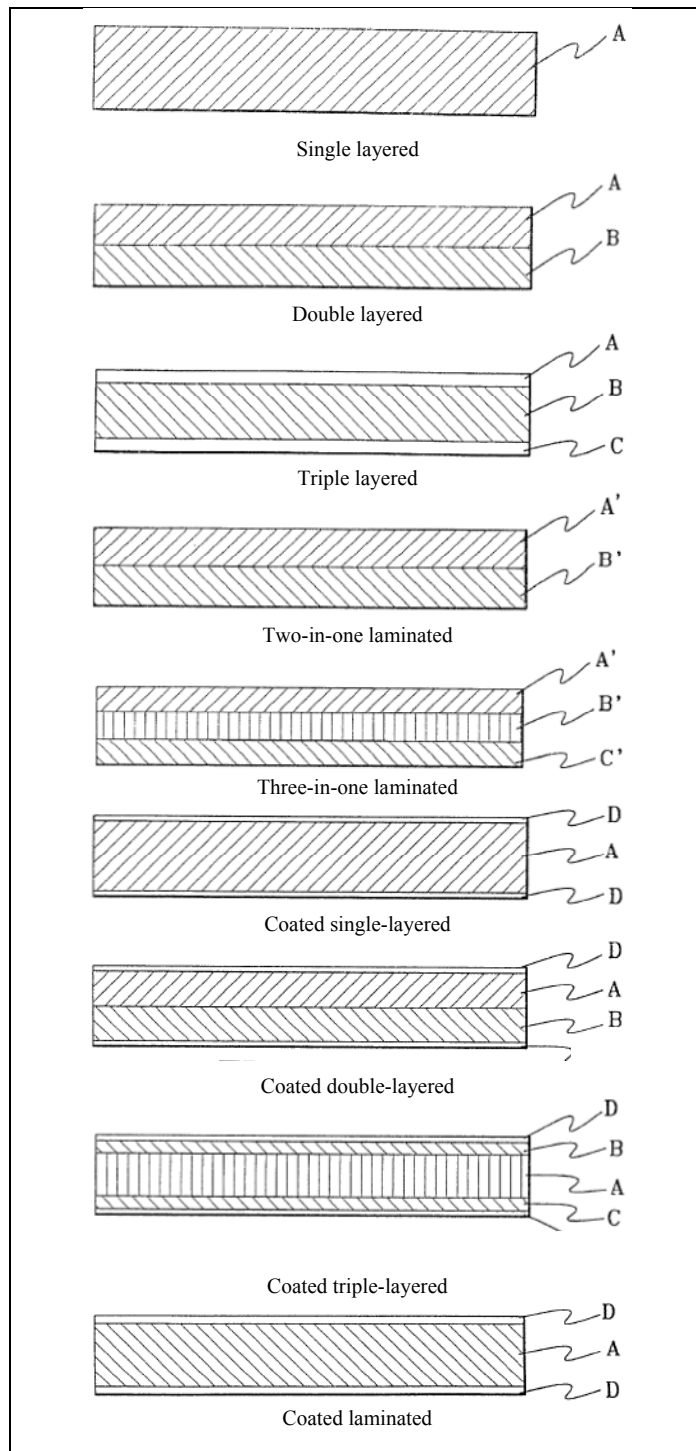 A
Single layered
A
B
Double layered
A
B
C
Triple layered
A'
B'
Two-in-one laminated
A'
B'
C'
Three-in-one laminated
D
A
D
Coated single-layered
D
A
B
Coated double-layered
D
B
A
C
Coated triple-layered
D
A
D
Coated laminated